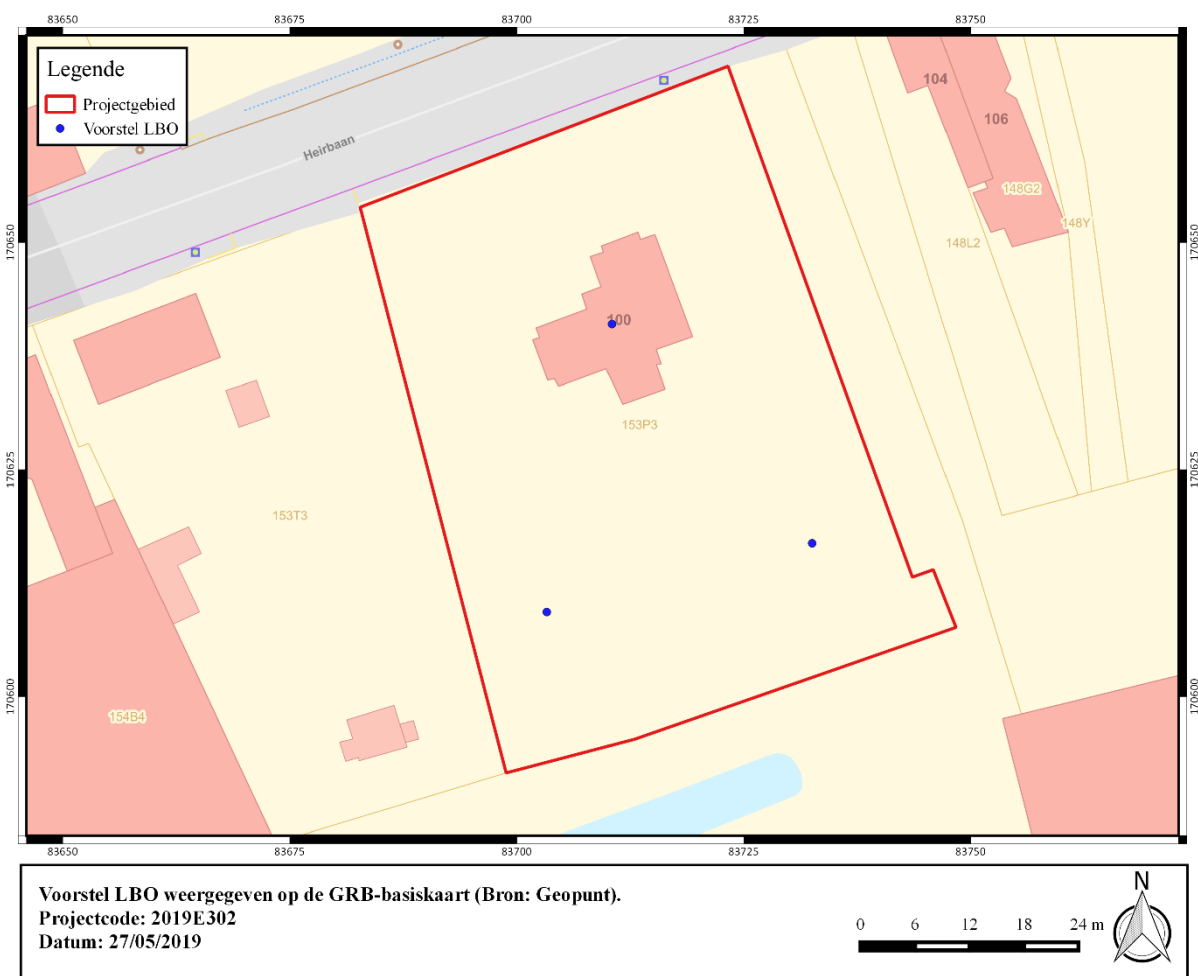 83650 83675 83700 83725 83750
Legende
Projectgebied
Voorstel LBO
Heirbaan
104
106
148G2
148Y
148L2
170650 170650
100
153P3
170625 170625
153T3
170600 170600
154B4
83650 83675 83700 83725 83750
Voorstel LBO weergegeven op de GRB-basiskaart (Bron: Geopunt).
Projectcode: 2019E302
Datum: 27/05/2019
0 6 12 18 24 m
N